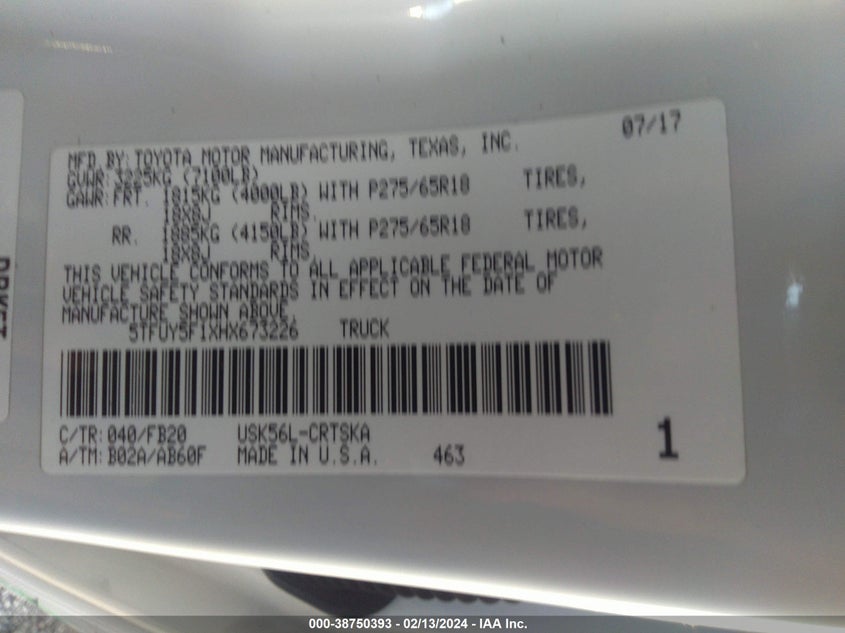 07/17
MFD. BY: TOYOTA MOTOR MANUFACTURING, TEXAS, INC.
GVWR: 3225KG (7100LB)
GAWR: FRT. 1815KG (4000LB) WITH P275/65R18 TIRES,
18X8J RIMS,
RR. 1885KG (4150LB) WITH P275/65R18 TIRES,
18X8J RIMS,
THIS VEHICLE CONFORMS TO ALL APPLICABLE FEDERAL MOTOR
VEHICLE SAFETY STANDARDS IN EFFECT ON THE DATE OF
MANUFACTURE SHOWN ABOVE.
5TFUY5F1XHX673226 TRUCK
C/TR: 040/FB20 USK56L-CRTSKA
A/TM: B02A/AB60F MADE IN U.S.A. 463
1
000-38750393 - 02/13/2024 - IAA Inc.